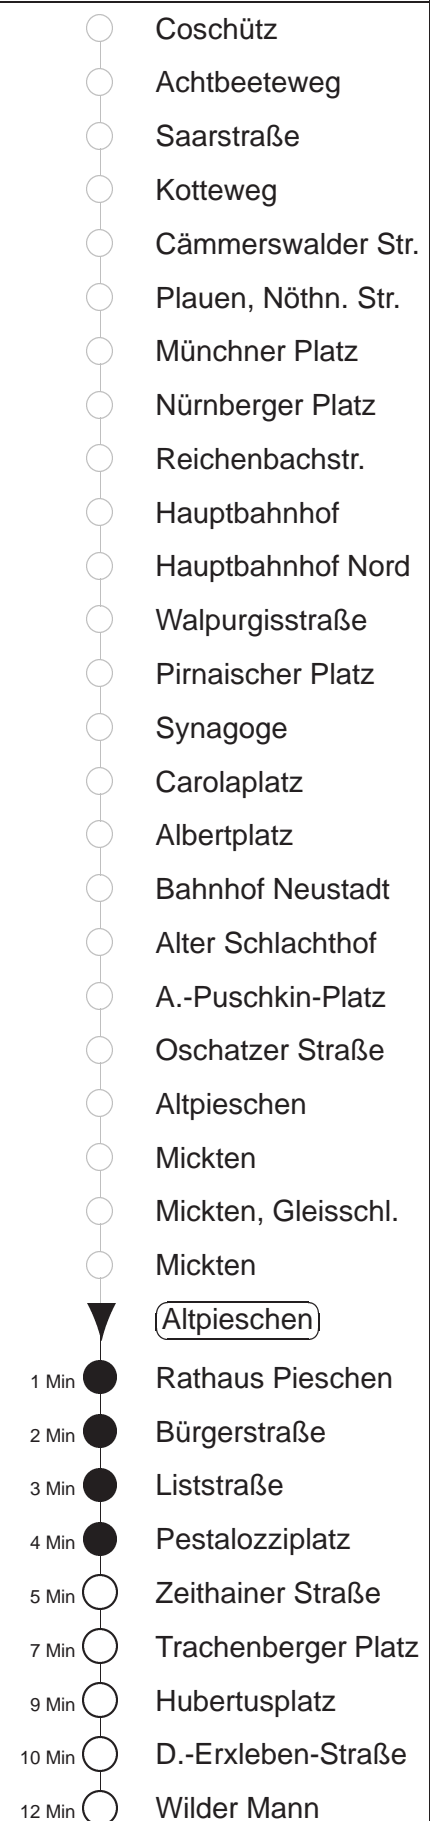 Coschütz
Achtbeeteweg
Saarstraße
Kotteweg
Cämmerswalder Str.
Plauen, Nöthn. Str.
Münchner Platz
Nürnberger Platz
Reichenbachstr.
Hauptbahnhof
Hauptbahnhof Nord
Walpurgisstraße
Pirnaischer Platz
Synagoge
Carolaplatz
Albertplatz
Bahnhof Neustadt
Alter Schlachthof
A.-Puschkin-Platz
Oschatzer Straße
Altpieschen
Mickten
Mickten, Gleisschl.
Mickten
Altpieschen
1 Min Rathaus Pieschen
2 Min Bürgerstraße
3 Min Liststraße
4 Min Pestalozziplatz
5 Min Zeithainer Straße
7 Min Trachenberger Platz
9 Min Hubertusplatz
10 Min D.-Erxleben-Straße
12 Min Wilder Mann